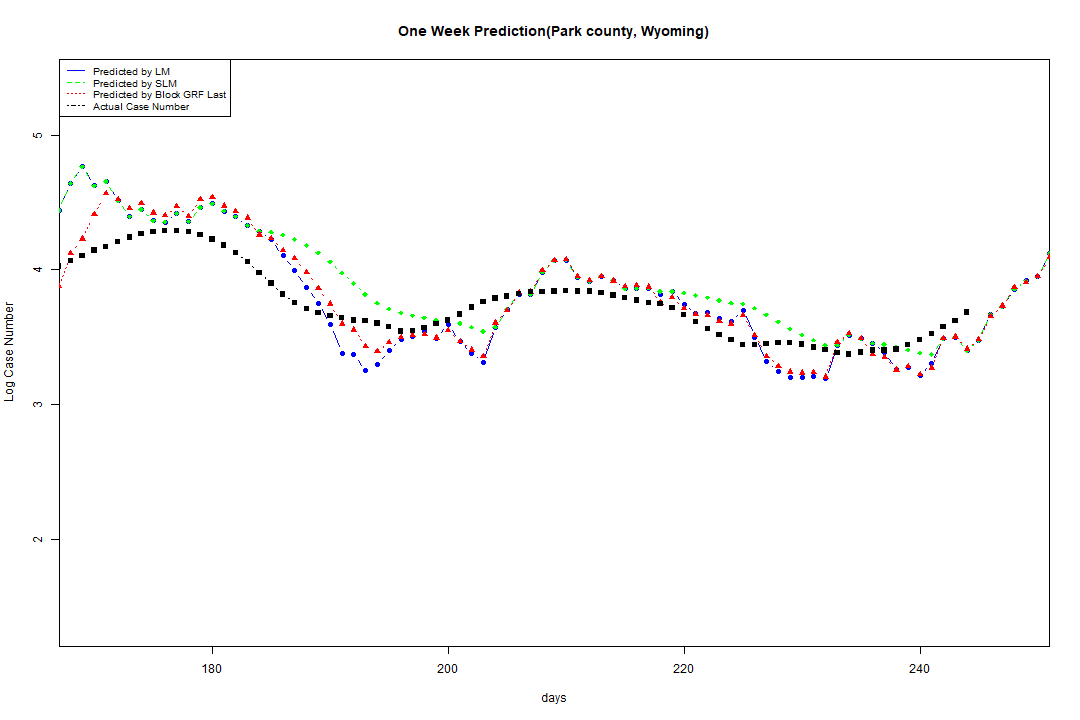 One Week Prediction(Park county, Wyoming)
Predicted by LM
Predicted by SLM
Predicted by Block GRF Last
Actual Case Number
5
4
3
2
Log Case Number
180
200
220
240
days